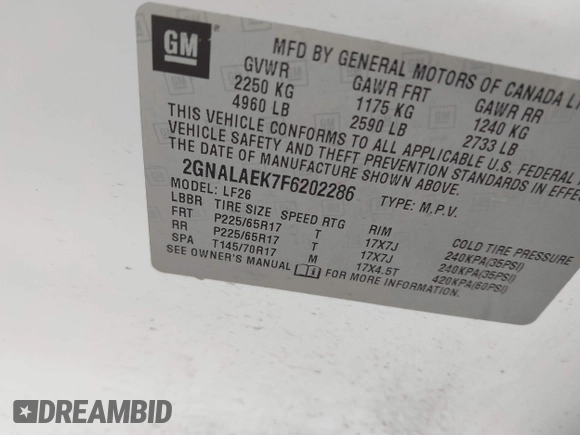 GM
MFD BY GENERAL MOTORS OF CANADA
GVWR GAWR FRT GAWR RR
2250 KG 1175 KG 1240 KG
4960 LB 2590 LB 2733 LB
THIS VEHICLE CONFORMS TO ALL APPLICABLE U.S. FEDERAL
VEHICLE SAFETY AND THEFT PREVENTION STANDARDS IN
THE DATE OF MANUFACTURE SHOWN ABOVE.
2GNALAEK7F6202286 TYPE: M.P.V.
MODEL: LF26
LBBR TIRE SIZE SPEED RTG RIM COLD TIRE PRESSURE
FRT P225/65R17 T 17X7J 240KPA(35PSI)
RR P225/65R17 T 17X7J 240KPA(35PSI)
SPA T145/70R17 M 17X4.5T 420KPA(60PSI)
SEE OWNER'S MANUAL FOR MORE INFORMATION.
DREAMBID